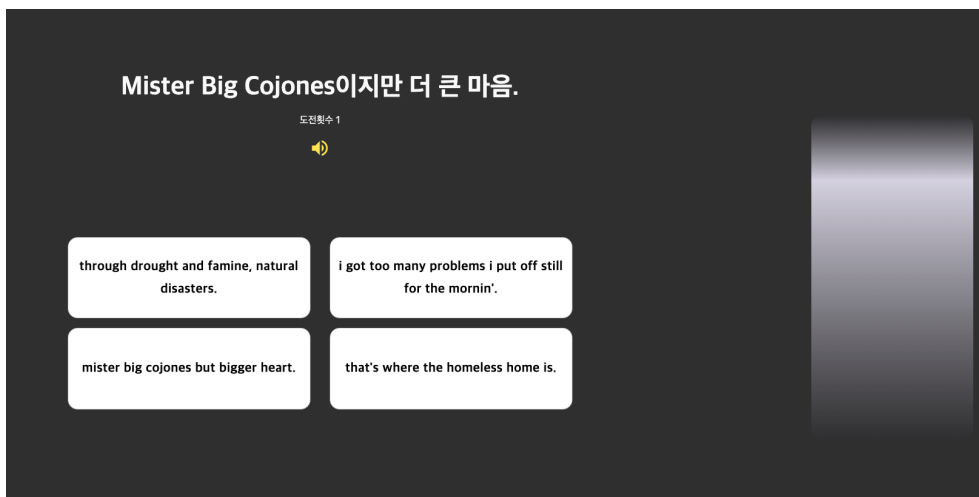 Mister Big Cojones이지만 더 큰 마음.
도전횟수 1
through drought and famine, natural
disasters.
i got too many problems i put off still
for the mornin'.
mister big cojones but bigger heart.
that's where the homeless home is.